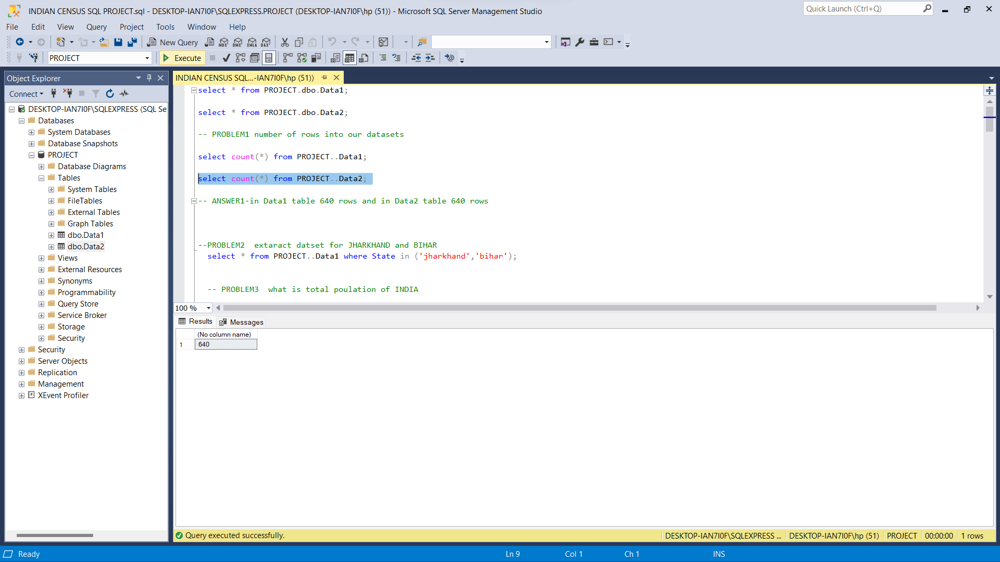 INDIAN CENSUS SQL PROJECT.sql - DESKTOP-IAN7I0F\SQLEXPRESS.PROJECT (DESKTOP-IAN7I0F\hp (51)) - Microsoft SQL Server Management Studio
Quick Launch (Ctrl+Q)
File Edit View Query Project Tools Window Help
New Query MDX DMX XMLA DAX
PROJECT Execute
Object Explorer
Connect
DESKTOP-IAN7I0F\SQLEXPRESS (SQL Se
Databases
System Databases
Database Snapshots
PROJECT
Database Diagrams
Tables
System Tables
FileTables
External Tables
Graph Tables
dbo.Data1
dbo.Data2
Views
External Resources
Synonyms
Programmability
Query Store
Service Broker
Storage
Security
Security
Server Objects
Replication
Management
XEvent Profiler
INDIAN CENSUS SQL...-IAN7I0F\hp (51))
select * from PROJECT.dbo.Data1;
select * from PROJECT.dbo.Data2;
-- PROBLEM1 number of rows into our datasets
select count(*) from PROJECT..Data1;
select count(*) from PROJECT..Data2;
-- ANSWER1-in Data1 table 640 rows and in Data2 table 640 rows
--PROBLEM2  extaract datset for JHARKHAND and BIHAR
select * from PROJECT..Data1 where State in ('jharkhand','bihar');
-- PROBLEM3  what is total poulation of INDIA
100 %
Results Messages
(No column name)
1 640
Query executed successfully.
DESKTOP-IAN7I0F\SQLEXPRESS ... DESKTOP-IAN7I0F\hp (51) PROJECT 00:00:00 1 rows
Ready Ln 9 Col 1 Ch 1 INS